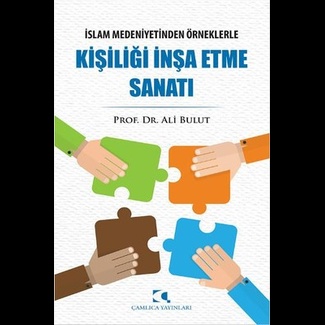 İSLAM MEDENİYETİNDEN ÖRNEKLERLE
KİŞİLİĞİ İNŞA ETME
SANATI
PROF. DR. ALİ BULUT
ÇAMLICA YAYINLARI